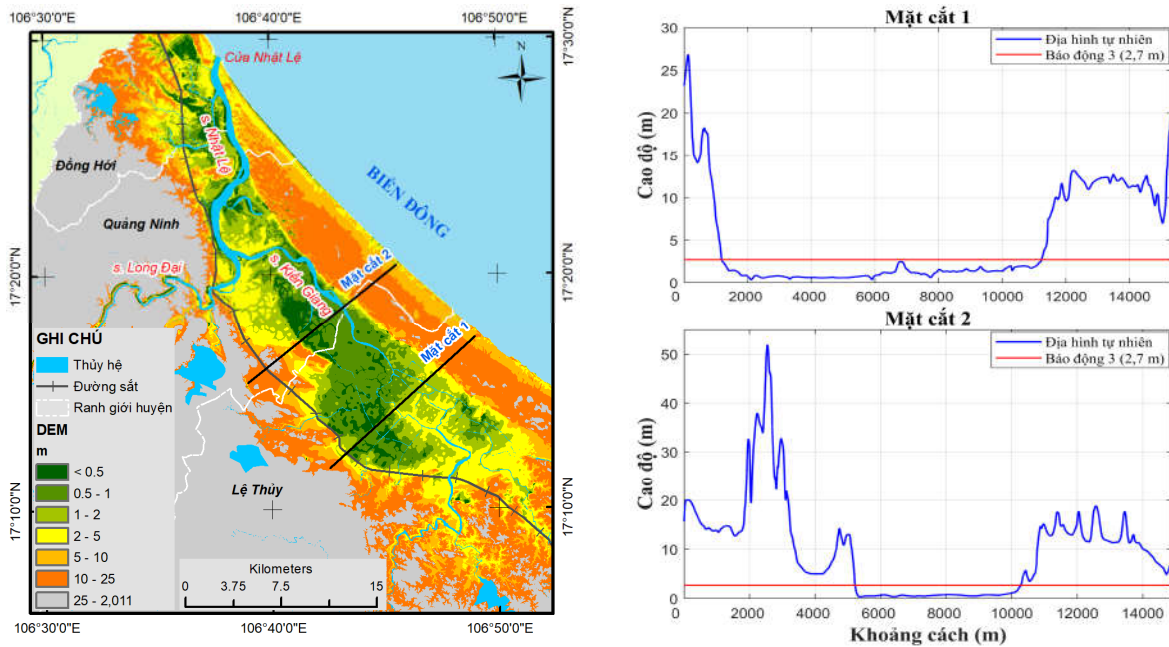 106°30'0"E
106°40'0"E
106°50'0"E
17°30'0"N
17°20'0"N
17°10'0"N
17°20'0"N
17°10'0"N
106°30'0"E
106°40'0"E
106°50'0"E
N
Cửa Nhật Lệ
s. Nhật Lệ
Đồng Hới
BIỂN ĐÔNG
Quảng Ninh
s. Long Đại
s. Kiến Giang
Mặt cắt 2
Mặt cắt 1
Lệ Thủy
GHI CHÚ
Thủy hệ
Đường sắt
Ranh giới huyện
DEM
m
< 0.5
0.5 - 1
1 - 2
2 - 5
5 - 10
10 - 25
25 - 2,011
Kilometers
0 3.75 7.5 15
Mặt cắt 1
Địa hình tự nhiên
Báo động 3 (2,7 m)
Cao độ (m)
30
25
20
15
10
5
0
0 2000 4000 6000 8000 10000 12000 14000
Mặt cắt 2
Địa hình tự nhiên
Báo động 3 (2,7 m)
Cao độ (m)
50
40
30
20
10
0
0 2000 4000 6000 8000 10000 12000 14000
Khoảng cách (m)